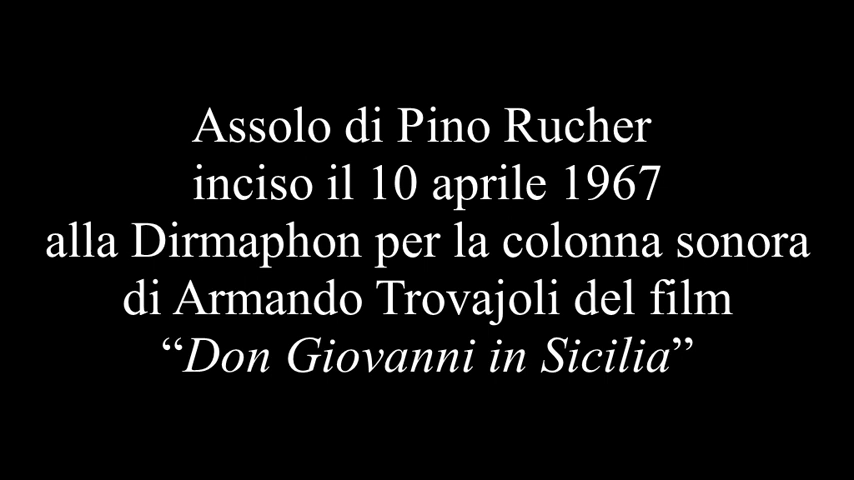 Assolo di Pino Rucher
inciso il 10 aprile 1967
alla Dirmaphon per la colonna sonora
di Armando Trovajoli del film
“Don Giovanni in Sicilia”